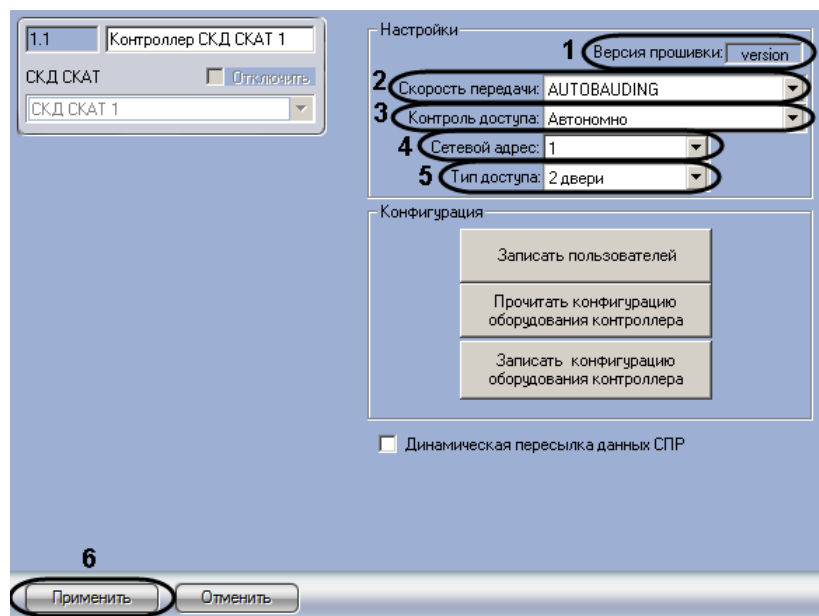 1.1 Контроллер СКД СКАТ 1
СКД СКАТ Отключить
СКД СКАТ 1
Настройки
1 Версия прошивки: version
2 Скорость передачи: AUTOBAUDING
3 Контроль доступа: Автономно
4 Сетевой адрес: 1
5 Тип доступа: 2 двери
Конфигурация
Записать пользователей
Прочитать конфигурацию
оборудования контроллера
Записать конфигурацию
оборудования контроллера
Динамическая пересылка данных СПР
6
Применить Отменить